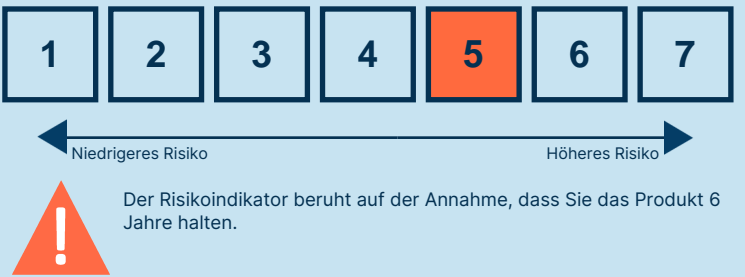 1 2 3 4 5 6 7
Niedrigeres Risiko Höheres Risiko
! Der Risikoindikator beruht auf der Annahme, dass Sie das Produkt 6
Jahre halten.